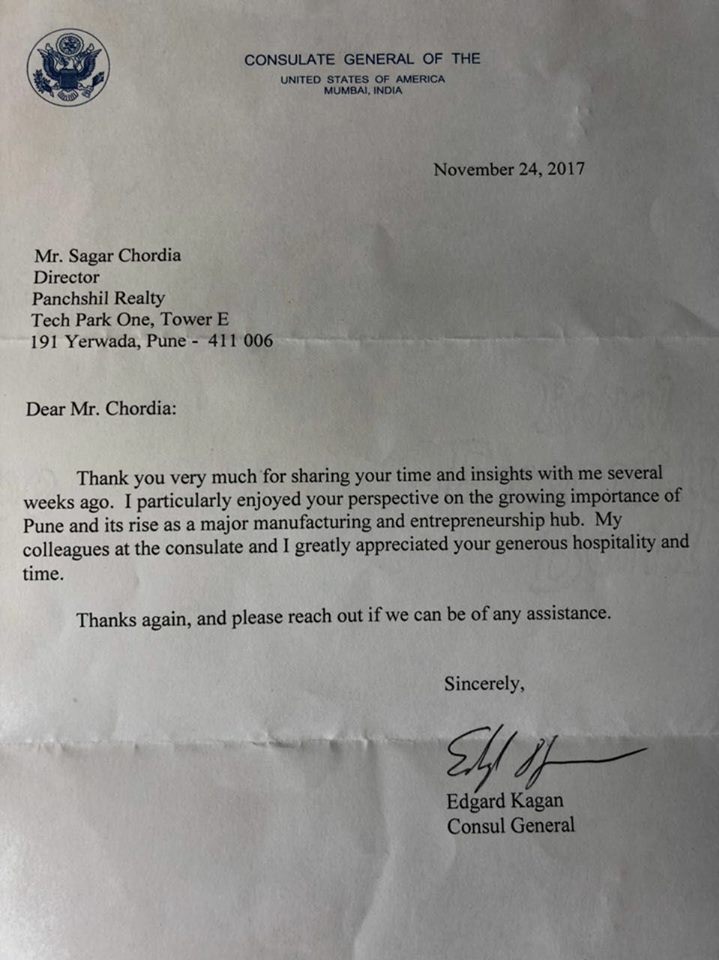 CONSULATE GENERAL OF THE
UNITED STATES OF AMERICA
MUMBAI, INDIA
November 24, 2017
Mr. Sagar Chordia
Director
Panchshil Realty
Tech Park One, Tower E
191 Yerwada, Pune - 411 006
Dear Mr. Chordia:
Thank you very much for sharing your time and insights with me several
weeks ago. I particularly enjoyed your perspective on the growing importance of
Pune and its rise as a major manufacturing and entrepreneurship hub. My
colleagues at the consulate and I greatly appreciated your generous hospitality and
time.
Thanks again, and please reach out if we can be of any assistance.
Sincerely,
Edgard Kagan
Consul General